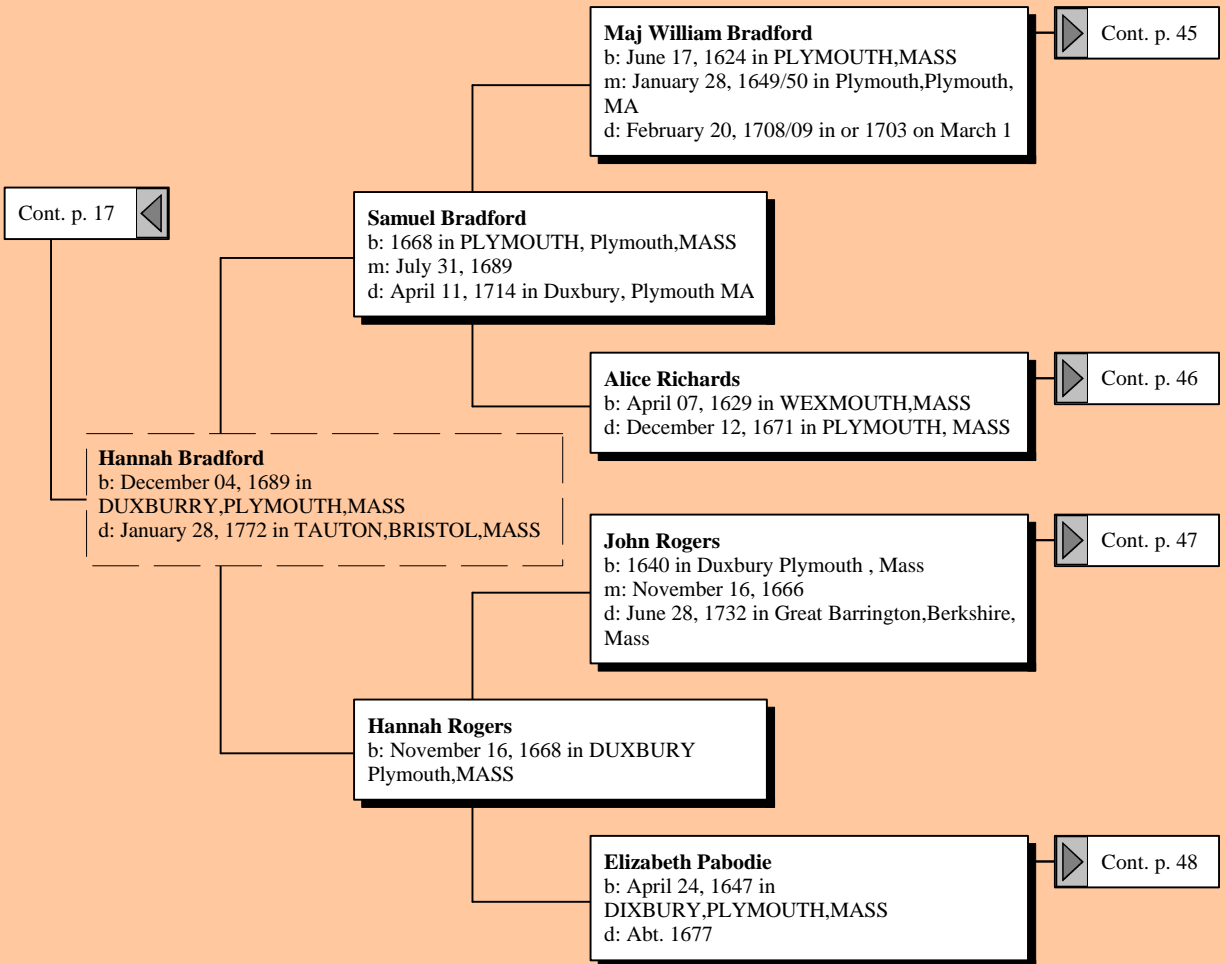 Maj William Bradford
b: June 17, 1624 in PLYMOUTH,MASS
m: January 28, 1649/50 in Plymouth,Plymouth,
MA
d: February 20, 1708/09 in or 1703 on March 1
Cont. p. 45
Cont. p. 17
Samuel Bradford
b: 1668 in PLYMOUTH, Plymouth,MASS
m: July 31, 1689
d: April 11, 1714 in Duxbury, Plymouth MA
Alice Richards
b: April 07, 1629 in WEXMOUTH,MASS
d: December 12, 1671 in PLYMOUTH, MASS
Cont. p. 46
Hannah Bradford
b: December 04, 1689 in
DUXBURRY,PLYMOUTH,MASS
d: January 28, 1772 in TAUTON,BRISTOL,MASS
John Rogers
b: 1640 in Duxbury Plymouth , Mass
m: November 16, 1666
d: June 28, 1732 in Great Barrington,Berkshire,
Mass
Cont. p. 47
Hannah Rogers
b: November 16, 1668 in DUXBURY
Plymouth,MASS
Elizabeth Pabodie
b: April 24, 1647 in
DIXBURY,PLYMOUTH,MASS
d: Abt. 1677
Cont. p. 48